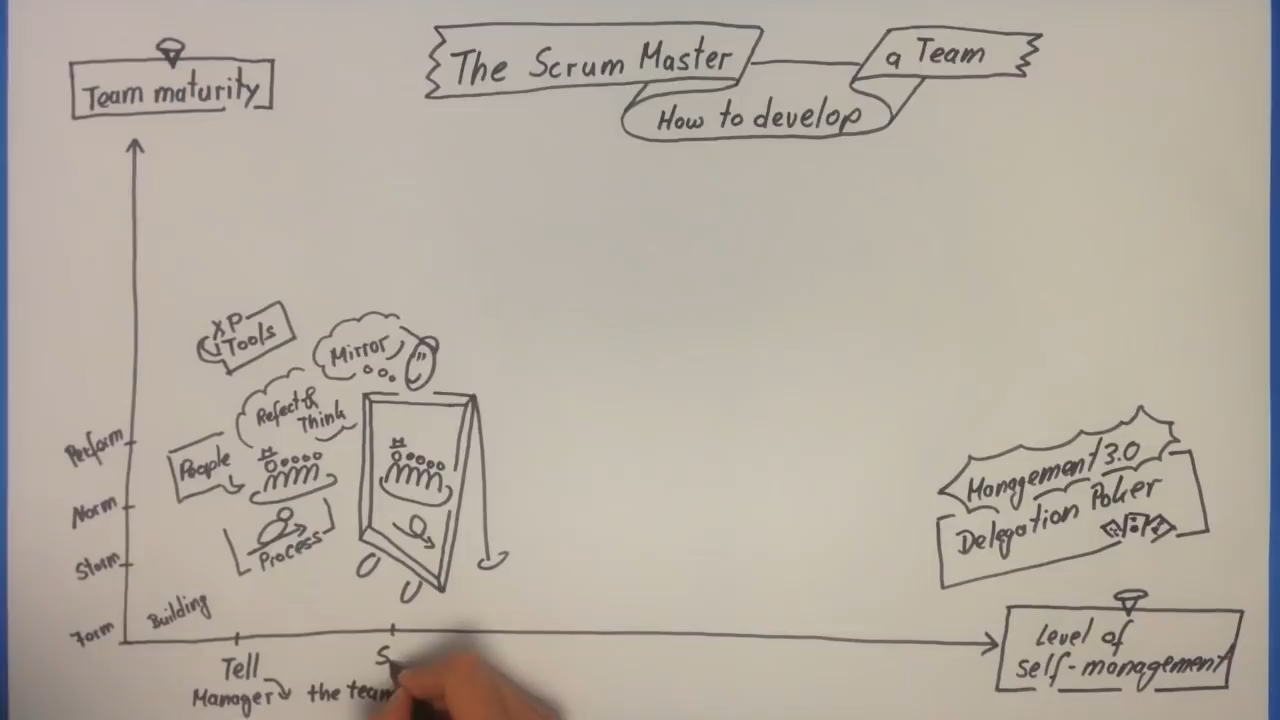 The Scrum Master
a Team
How to develop
Team maturity
XP
Tools
Mirror
Refect &
Think
People
Process
Perform
Norm
Storm
Form
Building
Tell
Manager the team
S
Management 3.0
Delegation Poker
Level of
self-management